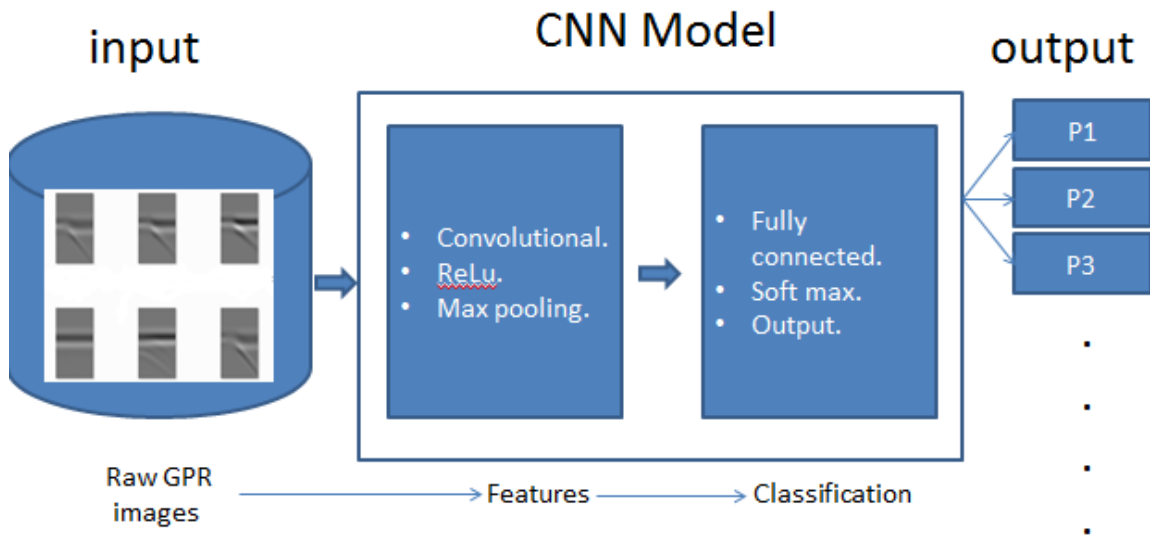 input
CNN Model
output
• Convolutional.
• ReLu.
• Max pooling.
• Fully
connected.
• Soft max.
• Output.
P1
P2
P3
.
.
.
.
Raw GPR
images
Features
Classification